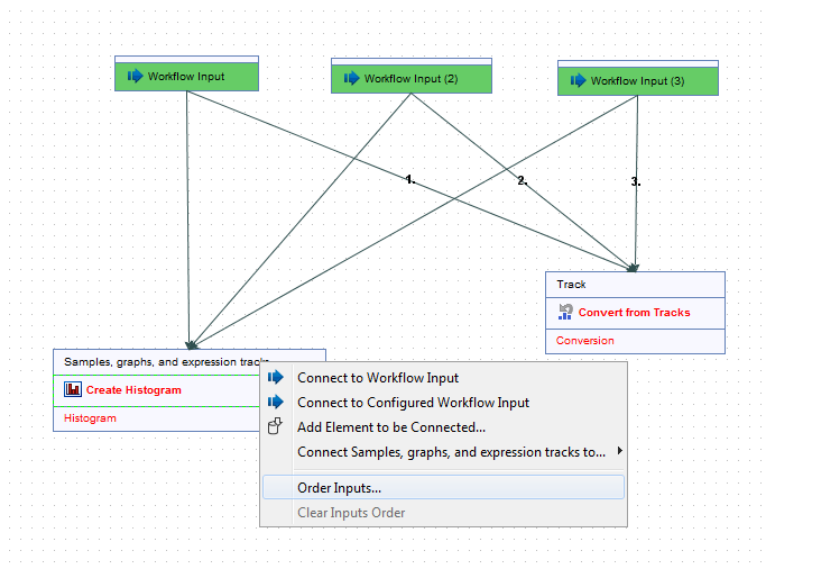 Workflow Input
Workflow Input (2)
Workflow Input (3)
1.
2.
3.
Track
Convert from Tracks
Conversion
Samples, graphs, and expression tracks
Create Histogram
Histogram
Connect to Workflow Input
Connect to Configured Workflow Input
Add Element to be Connected...
Connect Samples, graphs, and expression tracks to...
Order Inputs...
Clear Inputs Order